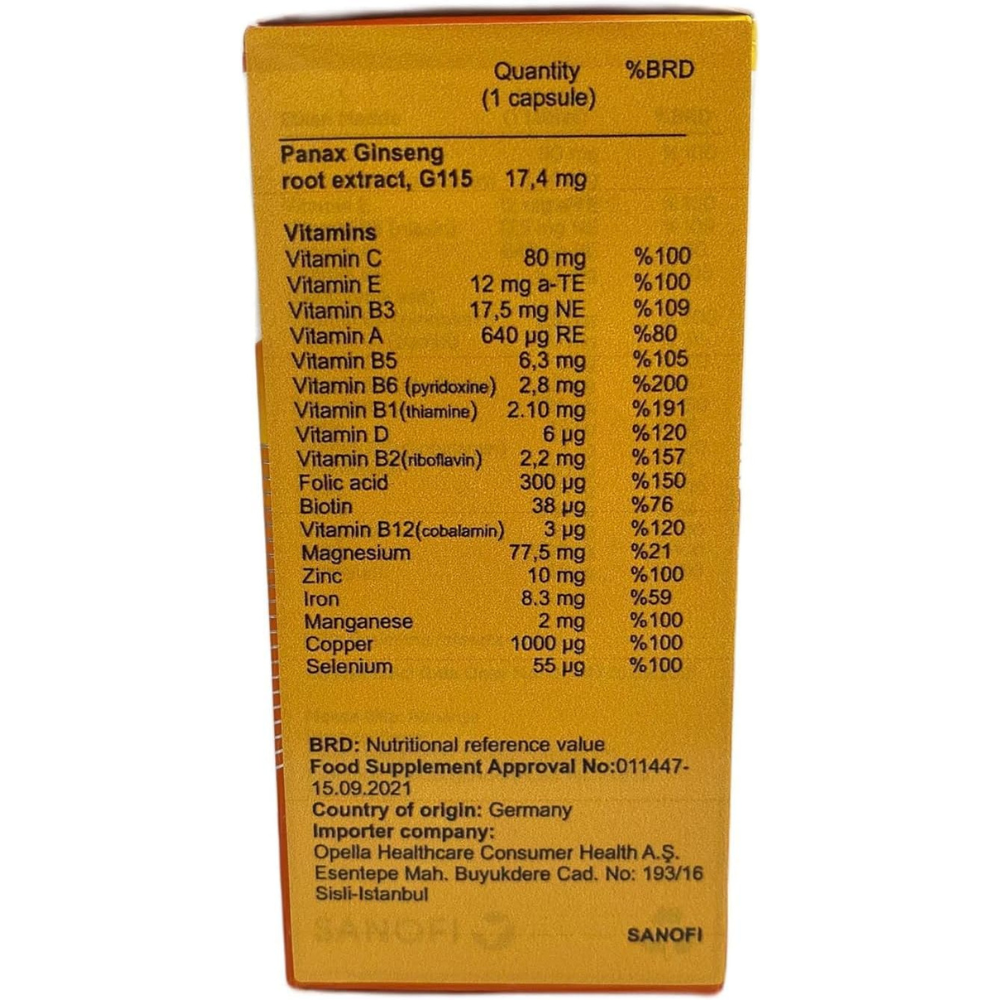 Quantity %BRD
(1 capsule)
Panax Ginseng
root extract, G115 17,4 mg
Vitamins
Vitamin C 80 mg %100
Vitamin E 12 mg a-TE %100
Vitamin B3 17,5 mg NE %109
Vitamin A 640 µg RE %80
Vitamin B5 6,3 mg %105
Vitamin B6 (pyridoxine) 2,8 mg %200
Vitamin B1(thiamine) 2.10 mg %191
Vitamin D 6 µg %120
Vitamin B2(riboflavin) 2,2 mg %157
Folic acid 300 µg %150
Biotin 38 µg %76
Vitamin B12(cobalamin) 3 µg %120
Magnesium 77,5 mg %21
Zinc 10 mg %100
Iron 8.3 mg %59
Manganese 2 mg %100
Copper 1000 µg %100
Selenium 55 µg %100
BRD: Nutritional reference value
Food Supplement Approval No:011447-
15.09.2021
Country of origin: Germany
Importer company:
Opella Healthcare Consumer Health A.Ş.
Esentepe Mah. Buyukdere Cad. No: 193/16
Sisli-Istanbul
SANOFI
SANOFI